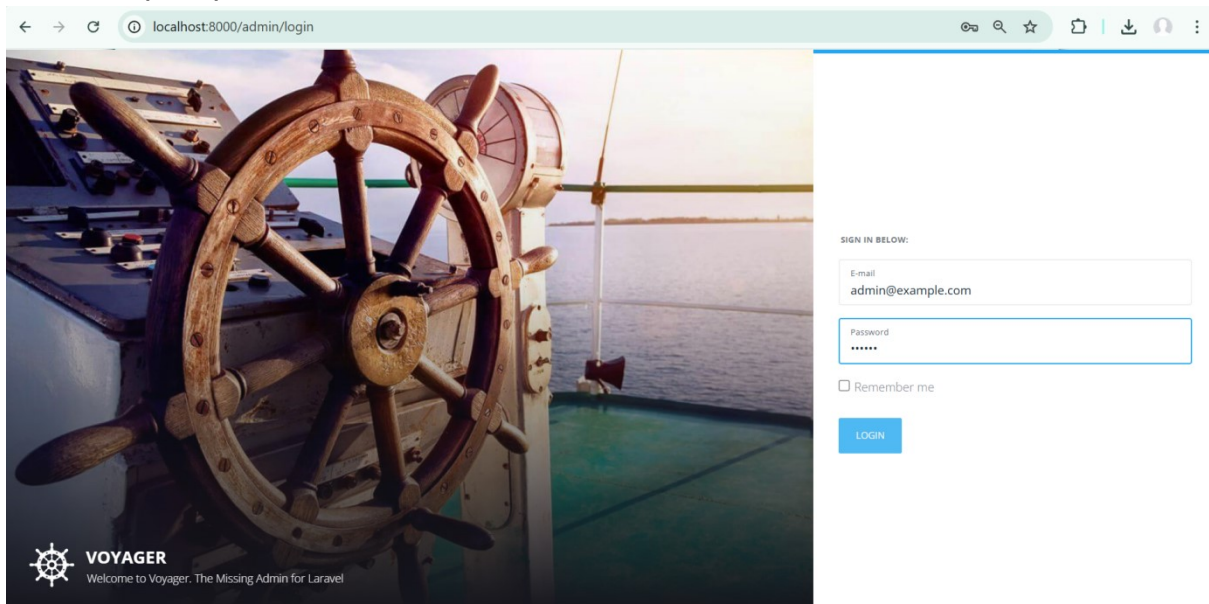 localhost:8000/admin/login
SIGN IN BELOW:
E-mail
admin@example.com
Password
••••••
Remember me
LOGIN
VOYAGER
Welcome to Voyager. The Missing Admin for Laravel